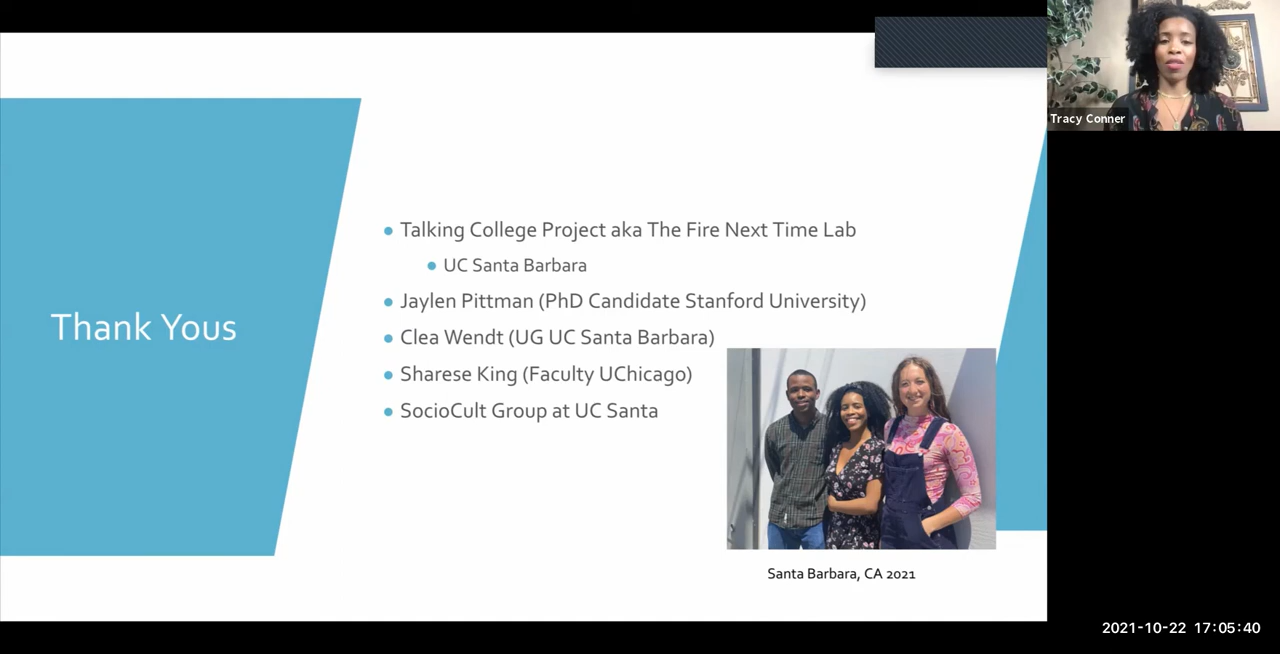 Tracy Conner
Thank Yous
Talking College Project aka The Fire Next Time Lab
UC Santa Barbara
Jaylen Pittman (PhD Candidate Stanford University)
Clea Wendt (UG UC Santa Barbara)
Sharese King (Faculty UChicago)
SocioCult Group at UC Santa
Santa Barbara, CA 2021
2021-10-22 17:05:40